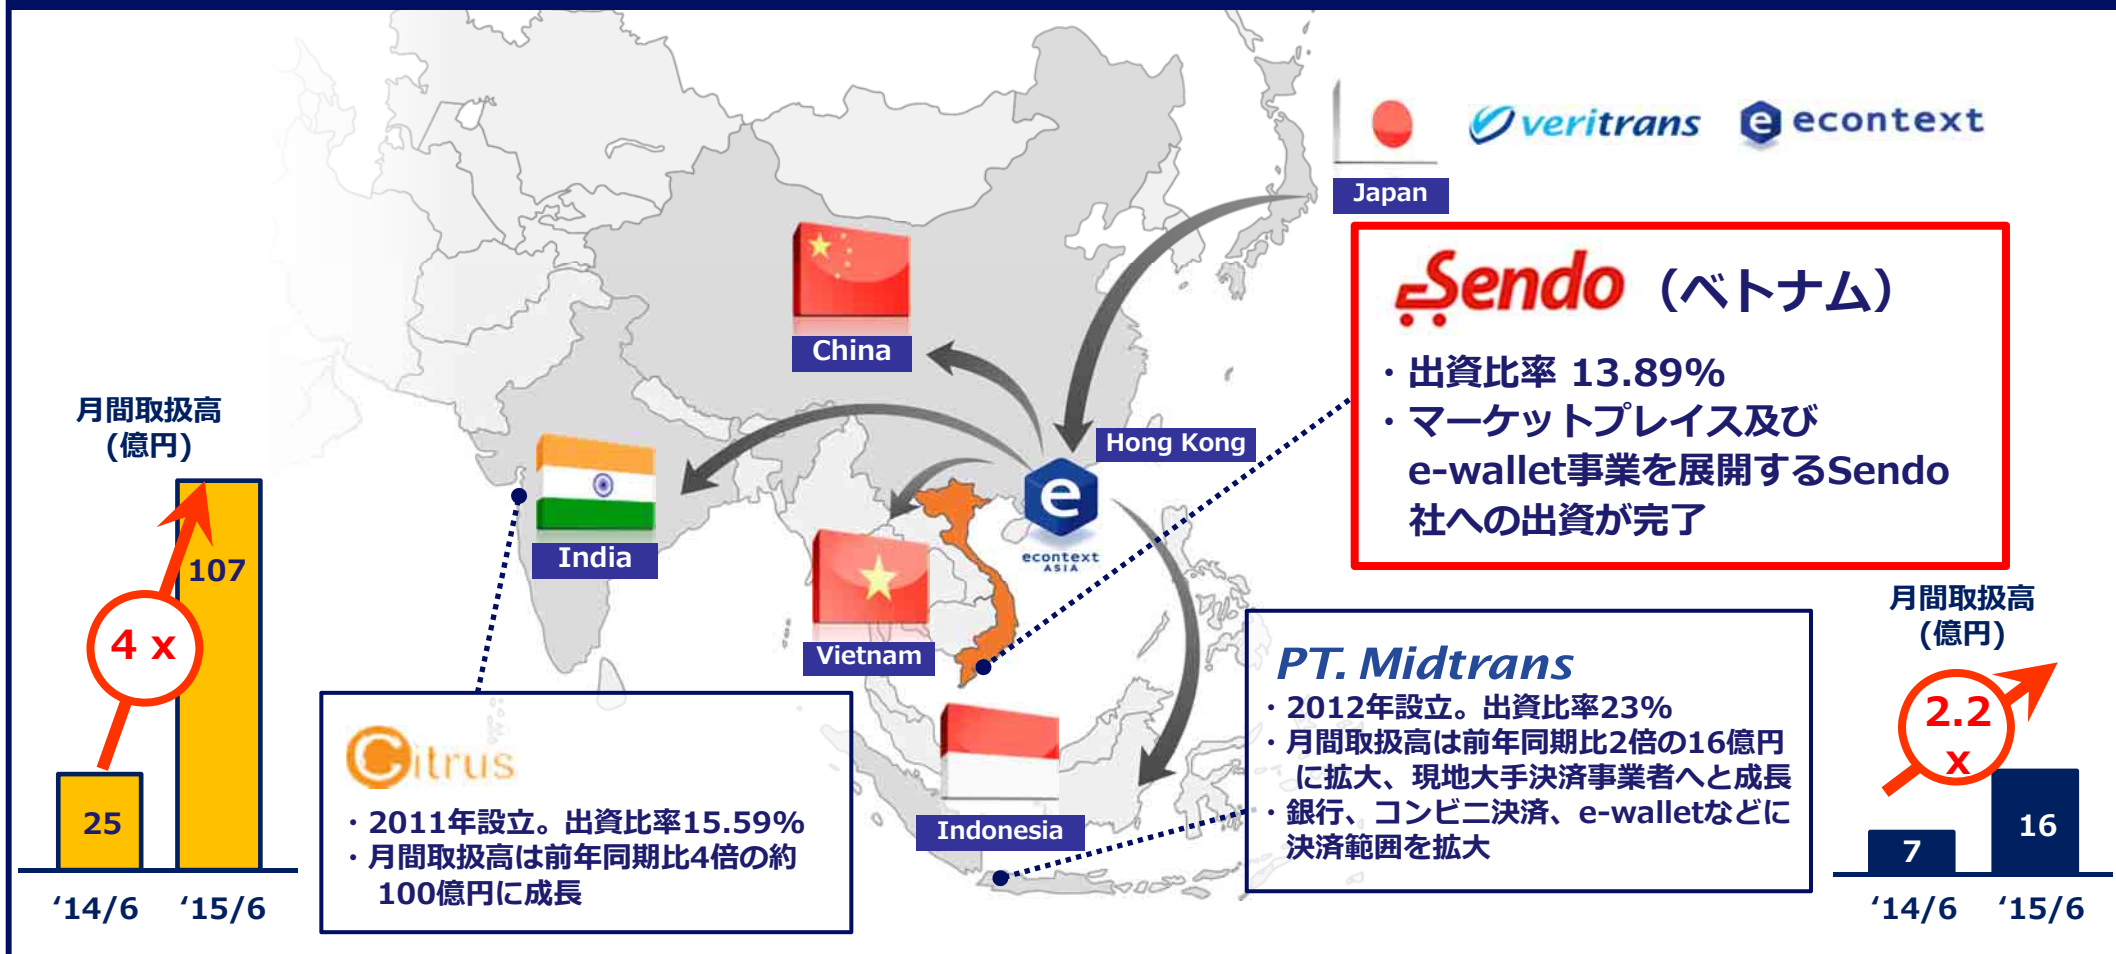 veritrans
e econtext
Japan
Sendo（ベトナム）
・出資比率 13.89%
・マーケットプレイス及び
e-wallet事業を展開するSendo
社への出資が完了
China
Hong Kong
e
econtext
ASIA
India
Vietnam
Indonesia
月間取扱高
(億円)
107
4 x
25
‘14/6 ‘15/6
Citrus
・2011年設立。出資比率15.59%
・月間取扱高は前年同期比4倍の約
100億円に成長
PT. Midtrans
・2012年設立。出資比率23%
・月間取扱高は前年同期比2倍の16億円
に拡大、現地大手決済事業者へと成長
・銀行、コンビニ決済、e-walletなどに
決済範囲を拡大
月間取扱高
(億円)
2.2
x
7
16
‘14/6 ‘15/6